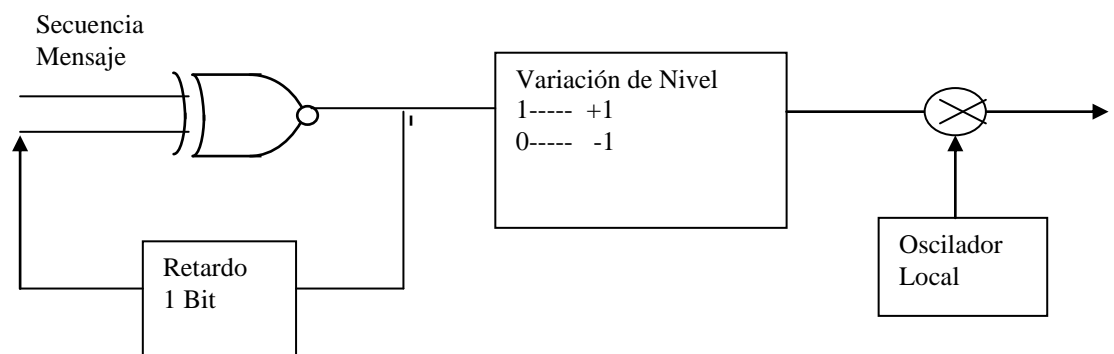 Secuencia
Mensaje
Variación de Nivel
1----- +1
0----- -1
Retardo
1 Bit
Oscilador
Local